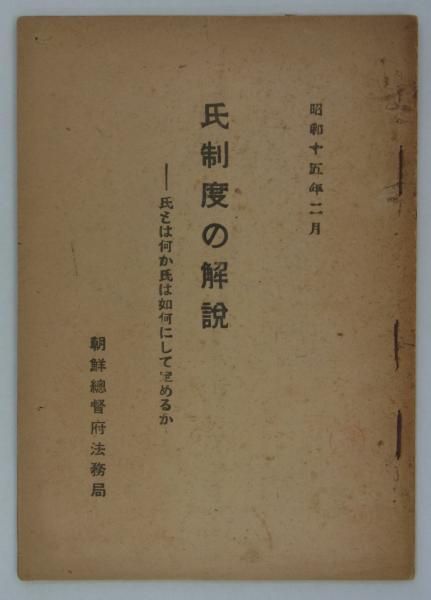 昭和十五年二月
氏制度の解說
──氏とは何か氏は如何にして定めるか
朝鮮總督府法務局